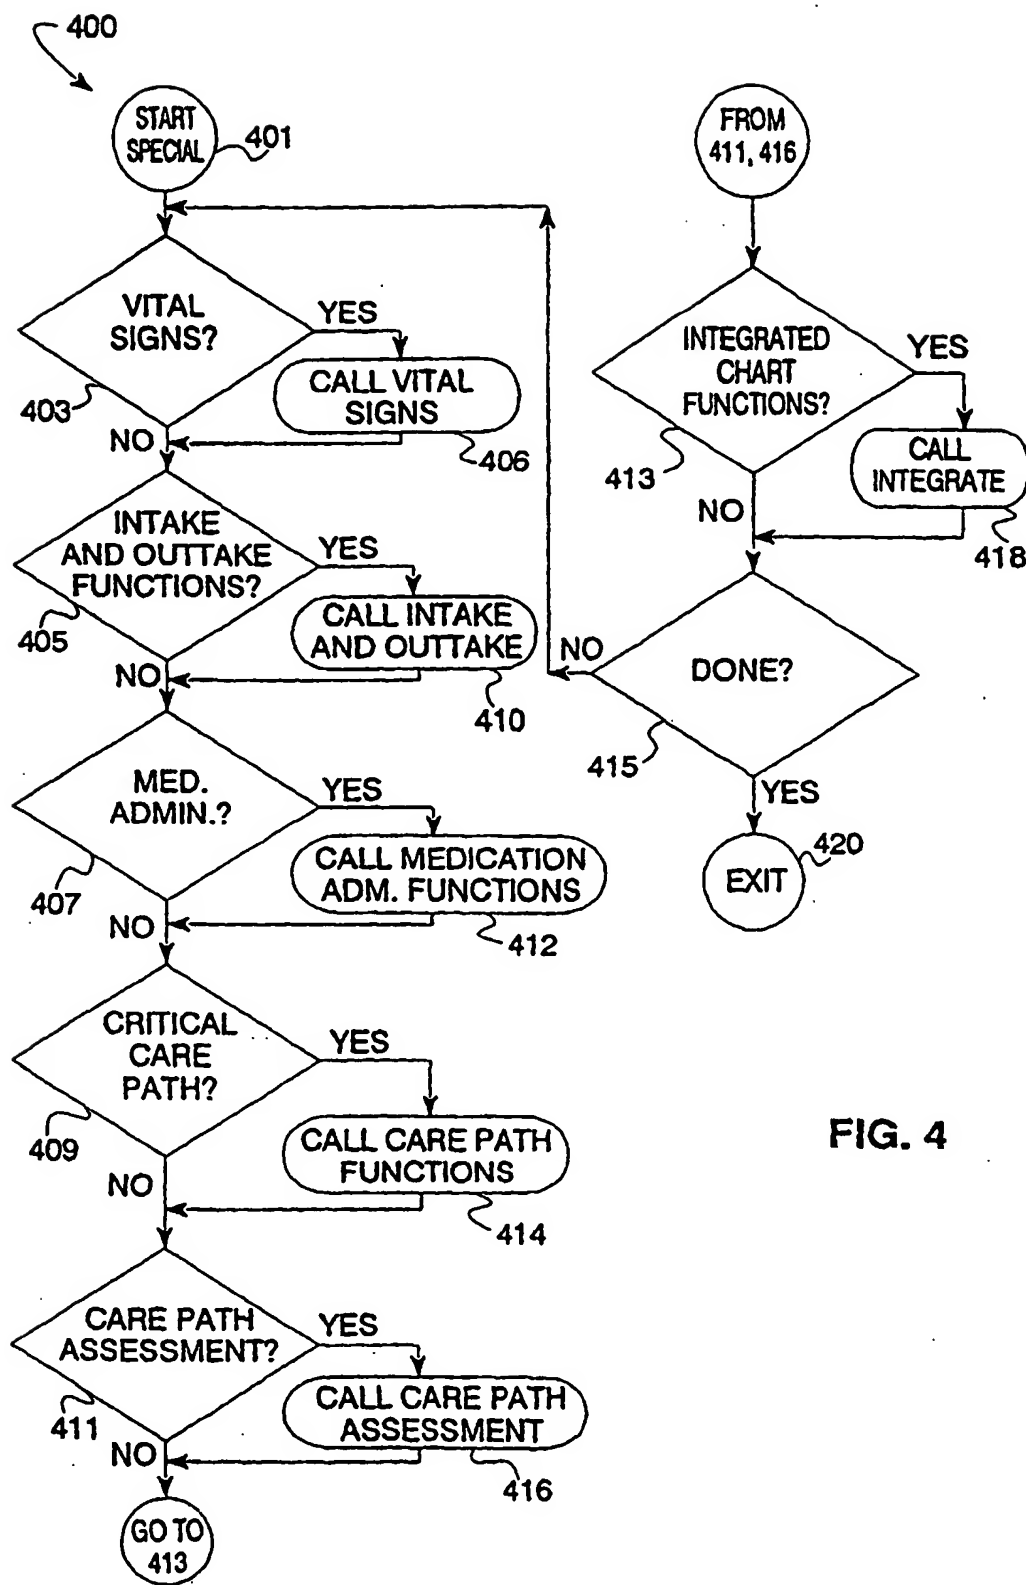 400
START
SPECIAL
401
VITAL
SIGNS?
YES
403
CALL VITAL
SIGNS
NO
406
INTAKE
AND OUTTAKE
FUNCTIONS?
YES
405
CALL INTAKE
AND OUTTAKE
NO
410
MED.
ADMIN.?
YES
407
CALL MEDICATION
ADM. FUNCTIONS
NO
412
CRITICAL
CARE
PATH?
YES
409
CALL CARE PATH
FUNCTIONS
NO
414
CARE PATH
ASSESSMENT?
YES
411
CALL CARE PATH
ASSESSMENT
NO
416
GO TO
413
FROM
411, 416
INTEGRATED
CHART
FUNCTIONS?
YES
413
CALL
INTEGRATE
NO
418
DONE?
NO
415
YES
420
EXIT
FIG. 4